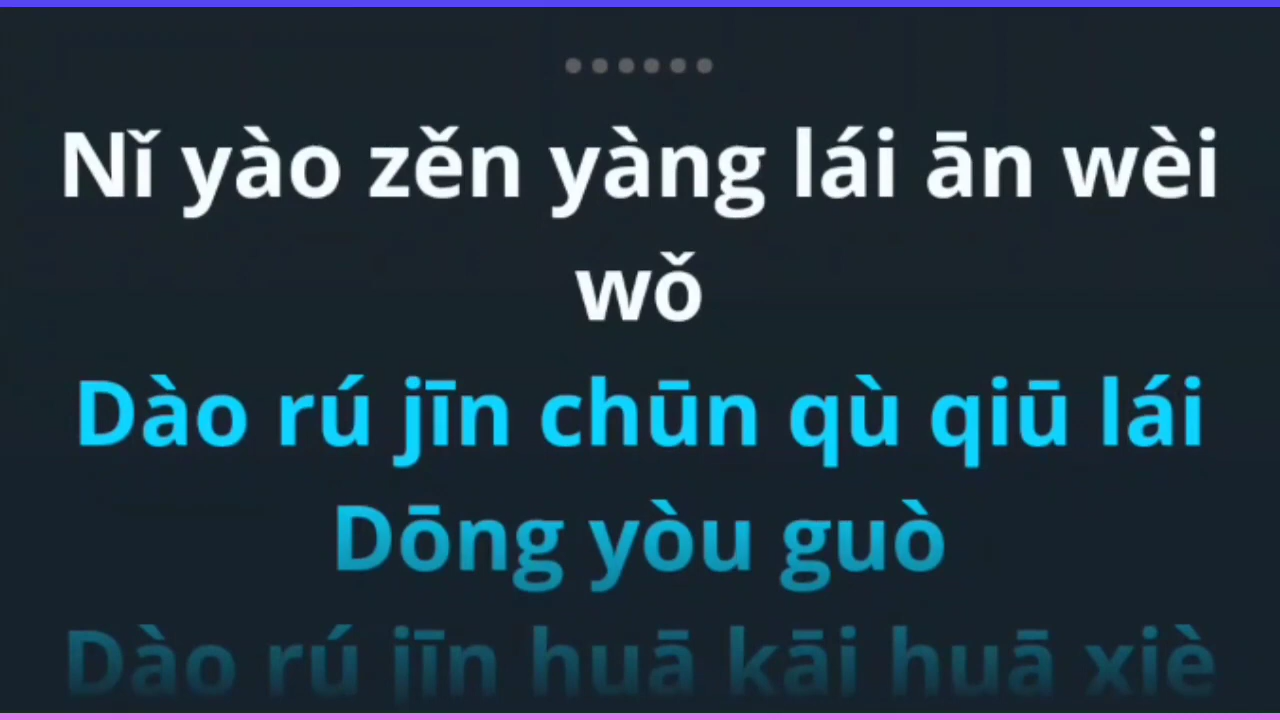 Nǐ yào zěn yàng lái ān wèi
wǒ
Dào rú jīn chūn qù qiū lái
Dōng yòu guò
Dào rú jīn huā kāi huā xiè